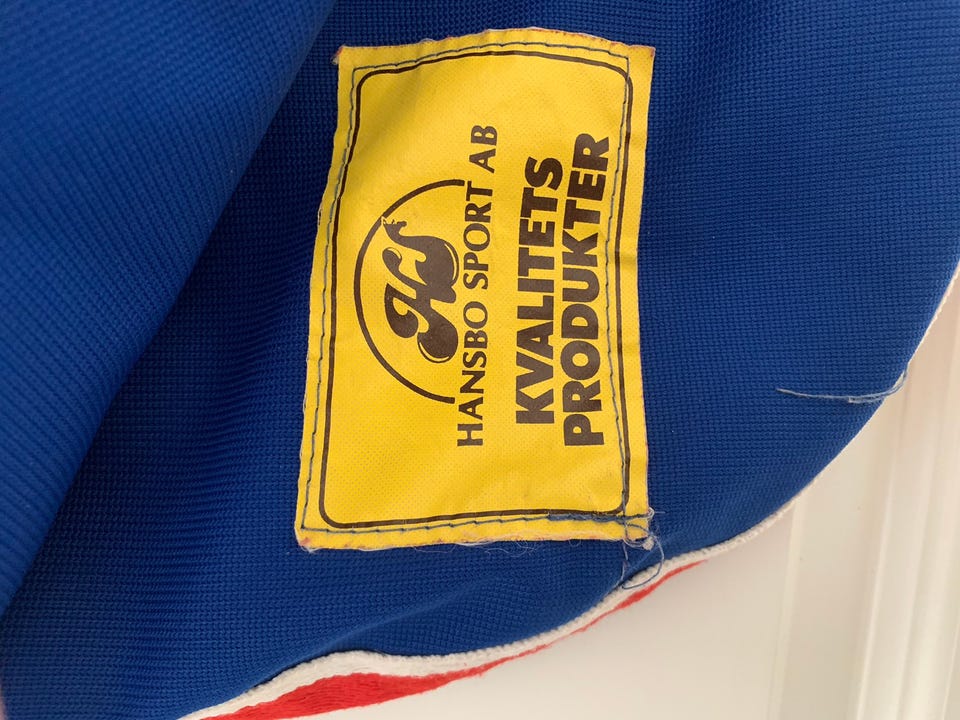 HS
HANSBO SPORT AB
KVALITETS
PRODUKTER